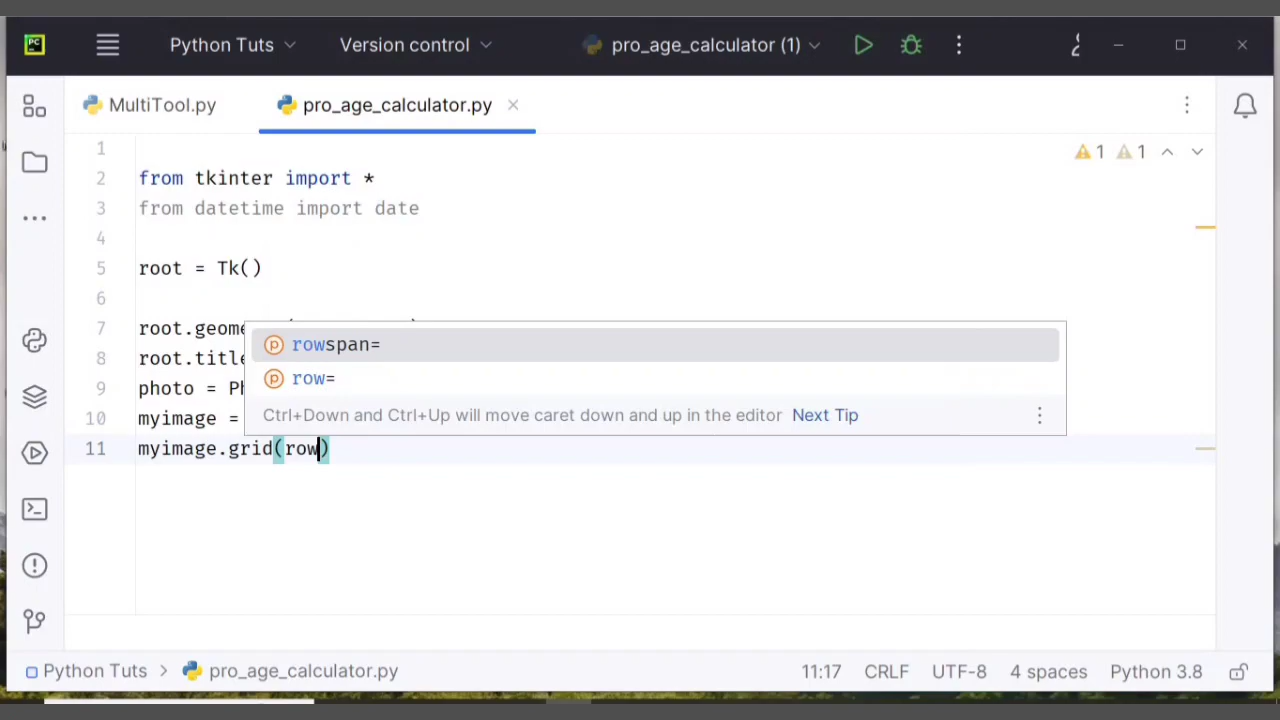 PC
Python Tuts
Version control
pro_age_calculator (1)
MultiTool.py
pro_age_calculator.py
1
1 1
2 from tkinter import *
3 from datetime import date
4
5 root = Tk()
6
7 root.geome
8 root.title
9 photo = Ph
10 myimage =
11 myimage.grid(row)
rowspan=
row=
Ctrl+Down and Ctrl+Up will move caret down and up in the editor Next Tip
Python Tuts > pro_age_calculator.py 11:17 CRLF UTF-8 4 spaces Python 3.8